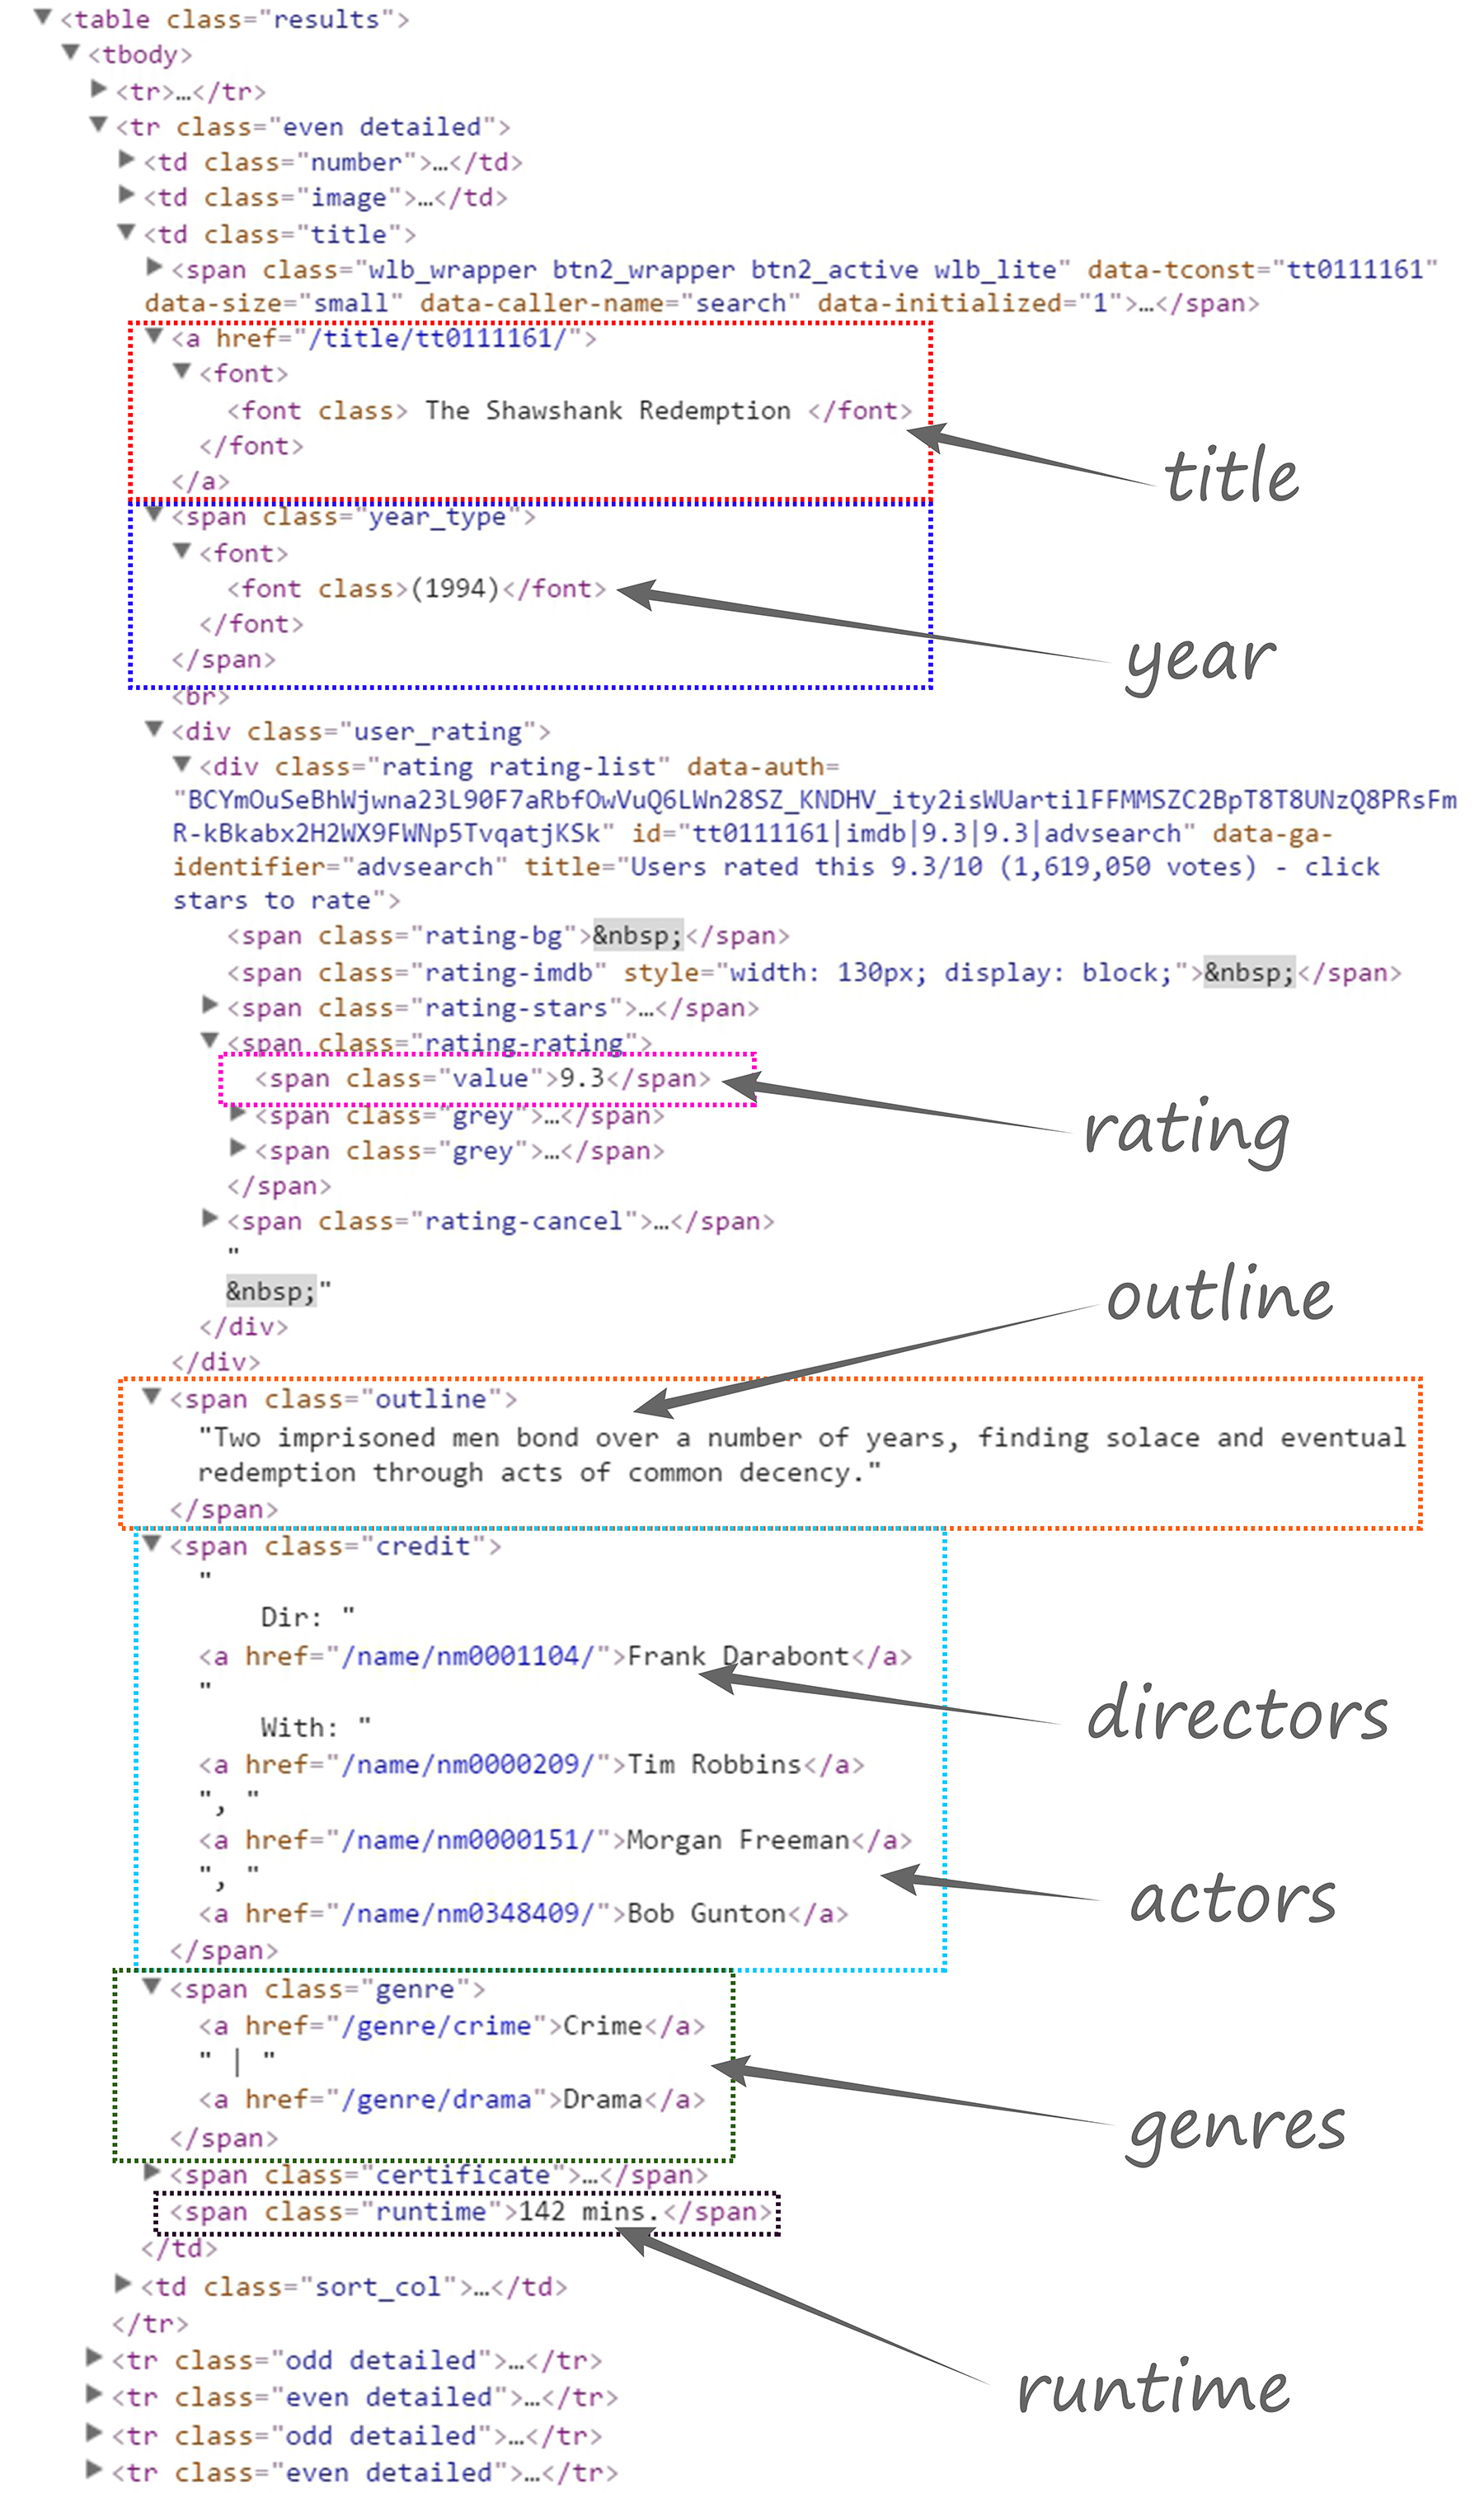 ▼<table class="results">
▼<tbody>
▶<tr>…</tr>
▼<tr class="even detailed">
▶<td class="number">…</td>
▶<td class="image">…</td>
▼<td class="title">
▶<span class="wlb_wrapper btn2_wrapper btn2_active wlb_lite" data-tconst="tt0111161"
data-size="small" data-caller-name="search" data-initialized="1">…</span>
▼<a href="/title/tt0111161/">
▼<font>
<font class> The Shawshank Redemption </font>
</font>
title
</a>
▼<span class="year_type">
▼<font>
<font class>(1994)</font>
</font>
year
</span>
<br>
▼<div class="user_rating">
▼<div class="rating rating-list" data-auth=
"BCYmOuSeBhWjwna23L90F7aRbfOwVuQ6LWn28SZ_KNDHV_ity2isWUartilFFMMSZC2BpT8T8UNzQ8PRsFm
R-kBkabx2H2WX9FWNp5TvqatjKSk" id="tt0111161|imdb|9.3|9.3|advsearch" data-ga-
identifier="advsearch" title="Users rated this 9.3/10 (1,619,050 votes) - click
stars to rate">
<span class="rating-bg">&nbsp;</span>
<span class="rating-imdb" style="width: 130px; display: block;">&nbsp;</span>
▶<span class="rating-stars">…</span>
▼<span class="rating-rating">
<span class="value">9.3</span>
▶<span class="grey">…</span>
rating
▶<span class="grey">…</span>
</span>
▶<span class="rating-cancel">…</span>
"
&nbsp;"
outline
</div>
</div>
▼<span class="outline">
"Two imprisoned men bond over a number of years, finding solace and eventual
redemption through acts of common decency."
</span>
▼<span class="credit">
"
Dir: "
<a href="/name/nm0001104/">Frank Darabont</a>
"
directors
With: "
<a href="/name/nm0000209/">Tim Robbins</a>
", "
<a href="/name/nm0000151/">Morgan Freeman</a>
", "
actors
<a href="/name/nm0348409/">Bob Gunton</a>
</span>
▼<span class="genre">
<a href="/genre/crime">Crime</a>
" | "
<a href="/genre/drama">Drama</a>
genres
</span>
▶<span class="certificate">…</span>
<span class="runtime">142 mins.</span>
</td>
▶<td class="sort_col">…</td>
</tr>
▶<tr class="odd detailed">…</tr>
runtime
▶<tr class="even detailed">…</tr>
▶<tr class="odd detailed">…</tr>
▶<tr class="even detailed">…</tr>